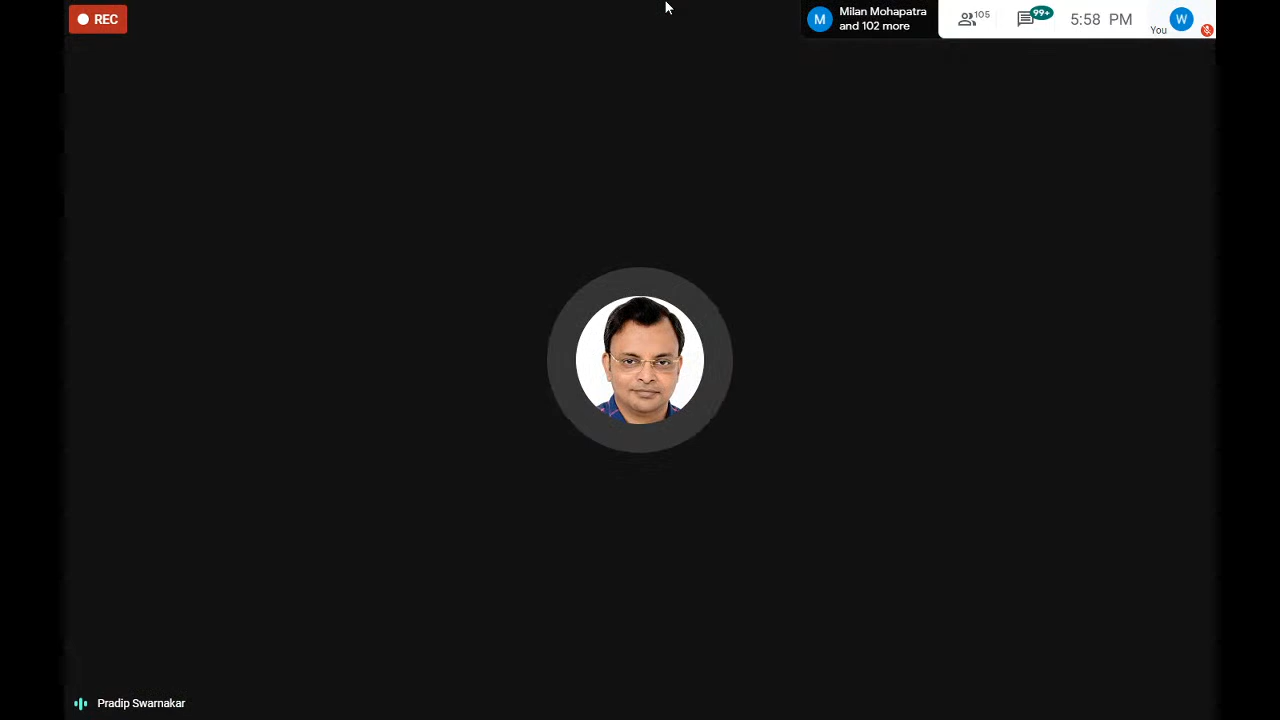 REC
M
Milan Mohapatra
and 102 more
105
99+
5:58 PM
You
W
Pradip Swarnakar